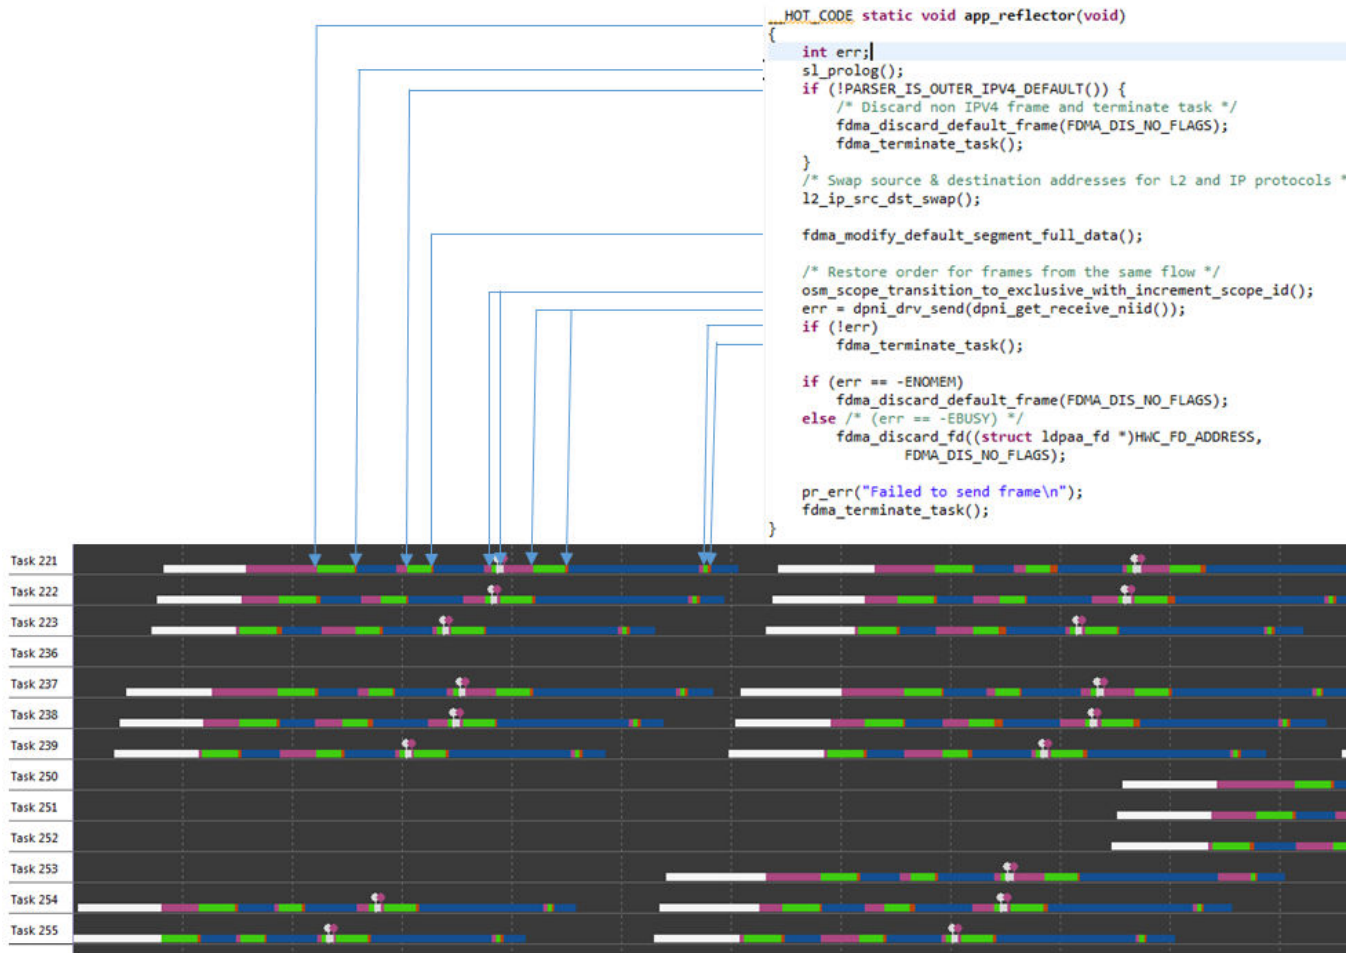 __HOT_CODE static void app_reflector(void)
{
    int err;
    sl_prolog();
    if (!PARSER_IS_OUTER_IPV4_DEFAULT()) {
        /* Discard non IPV4 frame and terminate task */
        fdma_discard_default_frame(FDMA_DIS_NO_FLAGS);
        fdma_terminate_task();
    }
    /* Swap source & destination addresses for L2 and IP protocols *
    l2_ip_src_dst_swap();
    fdma_modify_default_segment_full_data();
    /* Restore order for frames from the same flow */
    osm_scope_transition_to_exclusive_with_increment_scope_id();
    err = dpni_drv_send(dpni_get_receive_niid());
    if (!err)
        fdma_terminate_task();
    if (err == -ENOMEM)
        fdma_discard_default_frame(FDMA_DIS_NO_FLAGS);
    else /* (err == -EBUSY) */
        fdma_discard_fd((struct ldpaa_fd *)HWC_FD_ADDRESS,
                FDMA_DIS_NO_FLAGS);
    pr_err("Failed to send frame\n");
    fdma_terminate_task();
}
Task 221
Task 222
Task 223
Task 236
Task 237
Task 238
Task 239
Task 250
Task 251
Task 252
Task 253
Task 254
Task 255